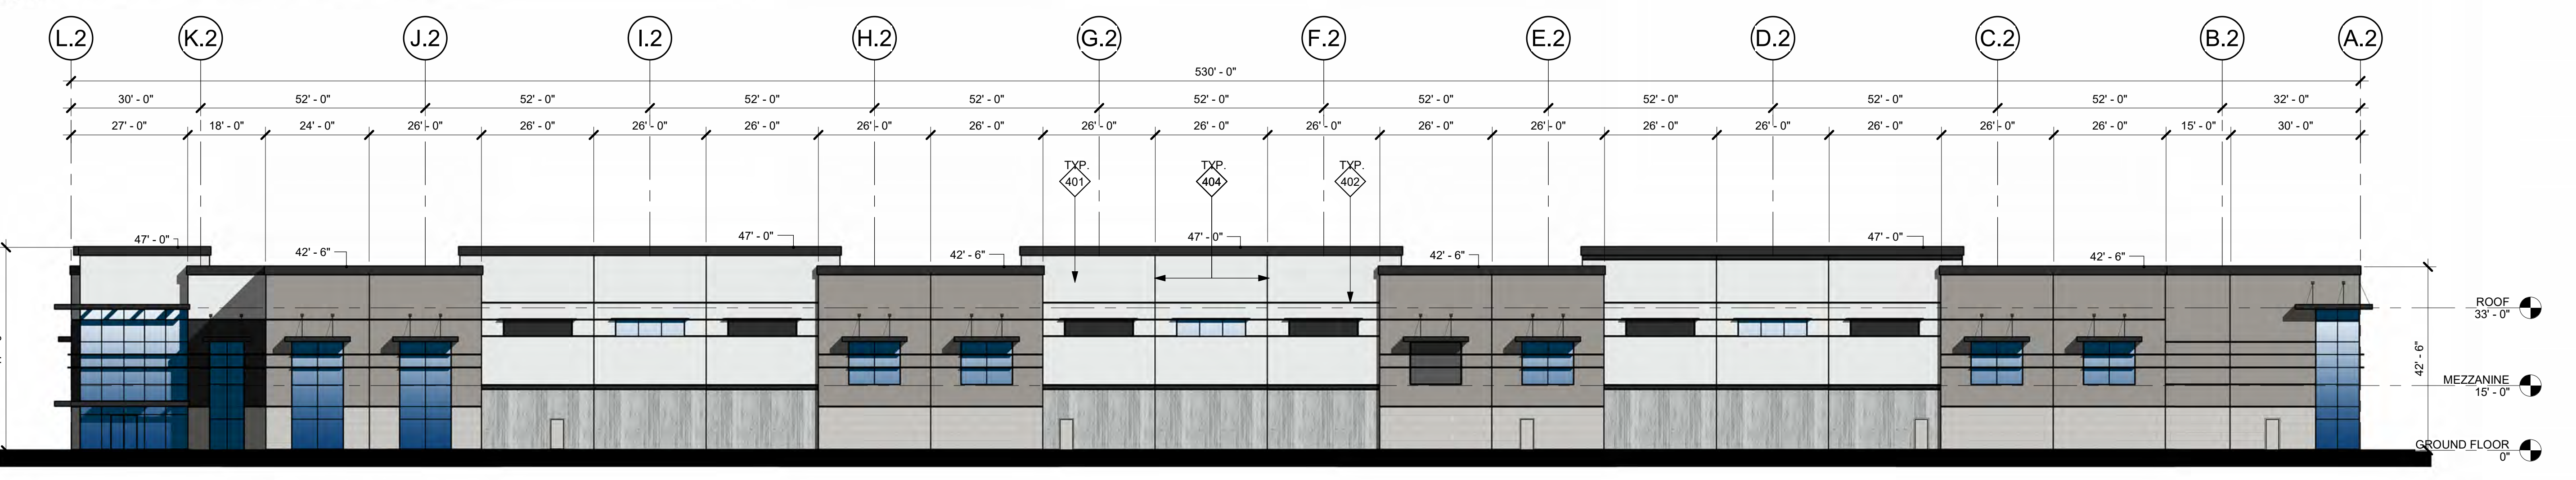 L.2 K.2 J.2 I.2 H.2 G.2 F.2 E.2 D.2 C.2 B.2 A.2
530' - 0"
30' - 0" 52' - 0" 52' - 0" 52' - 0" 52' - 0" 52' - 0" 52' - 0" 52' - 0" 52' - 0" 52' - 0" 32' - 0"
27' - 0" 18' - 0" 24' - 0" 26' - 0" 26' - 0" 26' - 0" 26' - 0" 26' - 0" 26' - 0" 26' - 0" 26' - 0" 26' - 0" 26' - 0" 26' - 0" 26' - 0" 26' - 0" 26' - 0" 26' - 0" 26' - 0" 15' - 0" 30' - 0"
TYP. TYP. TYP.
401 404 402
47' - 0" 47' - 0" 47' - 0" 47' - 0"
42' - 6" 42' - 6" 42' - 6" 42' - 6"
ROOF
33' - 0"
42' - 6"
MEZZANINE
15' - 0"
GROUND FLOOR
0"